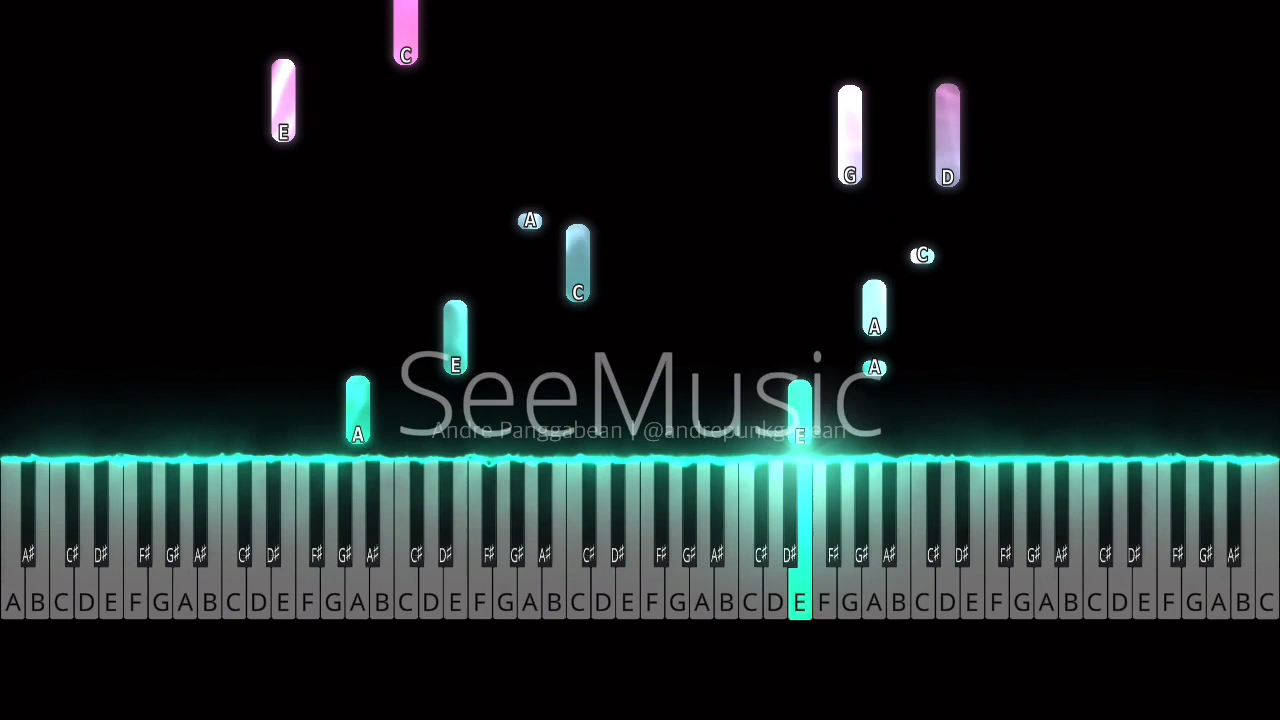 C
E
G D
A
C
C
A
E A
SeeMusic
Andre Panggabean | @andrepunkgabean
A E
A♯ C♯ D♯ F♯ G♯ A♯ C♯ D♯ F♯ G♯ A♯ C♯ D♯ F♯ G♯ A♯ C♯ D♯ F♯ G♯ A♯ C♯ D♯ F♯ G♯ A♯ C♯ D♯ F♯ G♯ A♯ C♯ D♯ F♯ G♯ A♯
A B C D E F G A B C D E F G A B C D E F G A B C D E F G A B C D E F G A B C D E F G A B C D E F G A B C